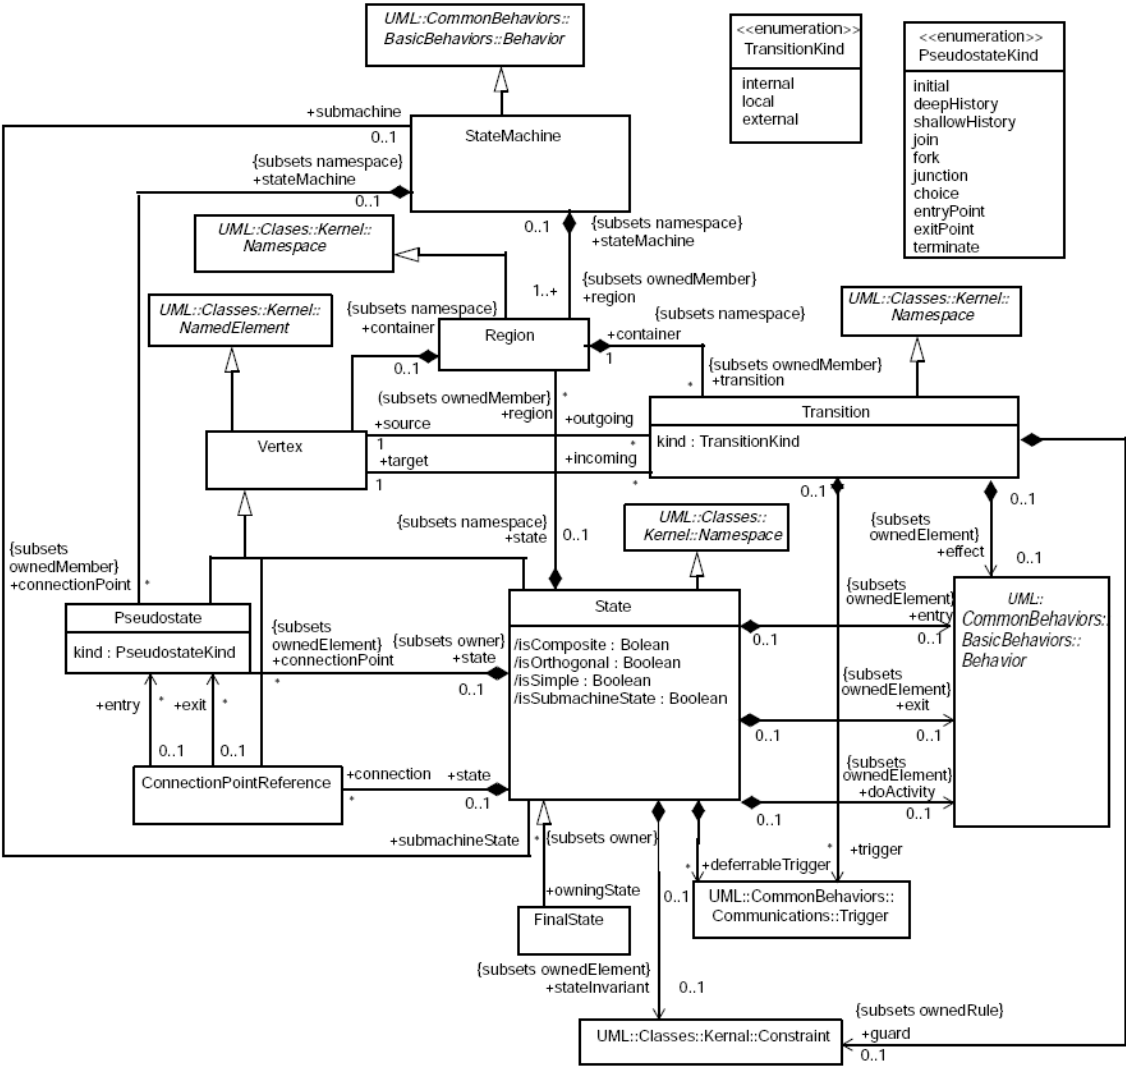 UML::CommonBehaviors::
BasicBehaviors::Behavior
<<enumeration>>
TransitionKind
internal
local
external
<<enumeration>>
PseudostateKind
initial
deepHistory
shallowHistory
join
fork
junction
choice
entryPoint
exitPoint
terminate
+submachine
0..1
StateMachine
{subsets namespace}
+stateMachine
0..1
0..1
{subsets namespace}
+stateMachine
UML::Clases::Kernel::
Namespace
1..+
{subsets ownedMember}
+region
UML::Classes::Kernel::
NamedElement
{subsets namespace}
+container
0..1
Region
{subsets namespace}
+container
1
UML::Classes::Kernel::
Namespace
{subsets ownedMember}
+transition
*
(subsets ownedMember}
+region
*
+source
1
+outgoing
*
Transition
kind : TransitionKind
Vertex
+target
1
+incoming
*
0..1
0..1
{subsets namespace}
+state
0..1
UML::Classes::
Kernel::Namespace
{subsets
ownedElement}
+effect
0..1
{subsets
ownedMember}
+connectionPoint
*
Pseudostate
kind : PseudostateKind
{subsets
ownedElement}
+connectionPoint
*
{subsets owner}
+state
0..1
State
/isComposite : Bolean
/isOrthogonal : Boolean
/isSimple : Boolean
/isSubmachineState : Boolean
{subsets
ownedElement}
+entry
0..1
0..1
UML::
CommonBehaviors::
BasicBehaviors::
Behavior
{subsets
ownedElement}
+exit
0..1
0..1
{subsets
ownedElement}
+doActivity
0..1
0..1
+entry
*
+exit
*
0..1
0..1
ConnectionPointReference
+connection
*
+state
0..1
+submachineState
*
{subsets owner}
+owningState
FinalState
*
+deferrableTrigger
0..1
*
+trigger
UML::CommonBehaviors::
Communications::Trigger
{subsets ownedElement}
+stateInvariant
0..1
UML::Classes::Kernal::Constraint
{subsets ownedRule}
+guard
0..1